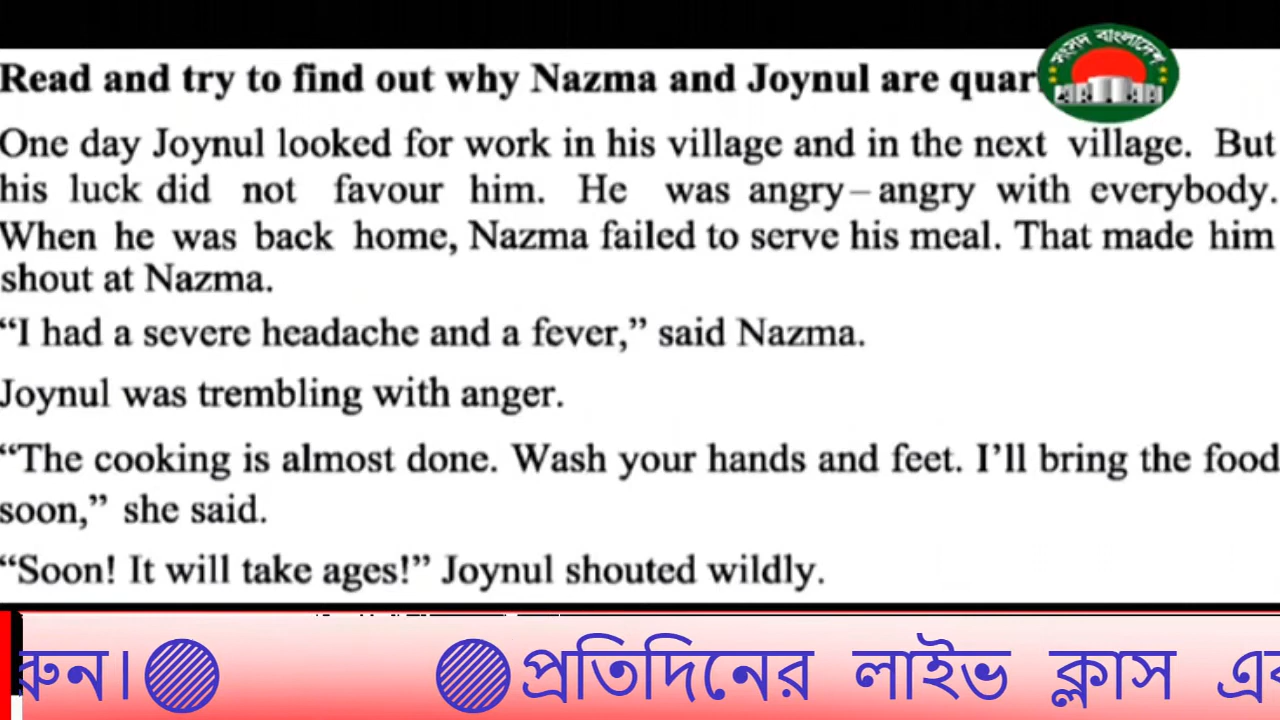 Read and try to find out why Nazma and Joynul are
সংসদ বাংলাদেশ
One day Joynul looked for work in his village and in the next village. But
his luck did not favour him. He was angry – angry with everybody.
When he was back home, Nazma failed to serve his meal. That made him
shout at Nazma.
“I had a severe headache and a fever,” said Nazma.
Joynul was trembling with anger.
“The cooking is almost done. Wash your hands and feet. I’ll bring the food
soon,” she said.
“Soon! It will take ages!” Joynul shouted wildly.
প্রতিদিনের লাইভ ক্লাস